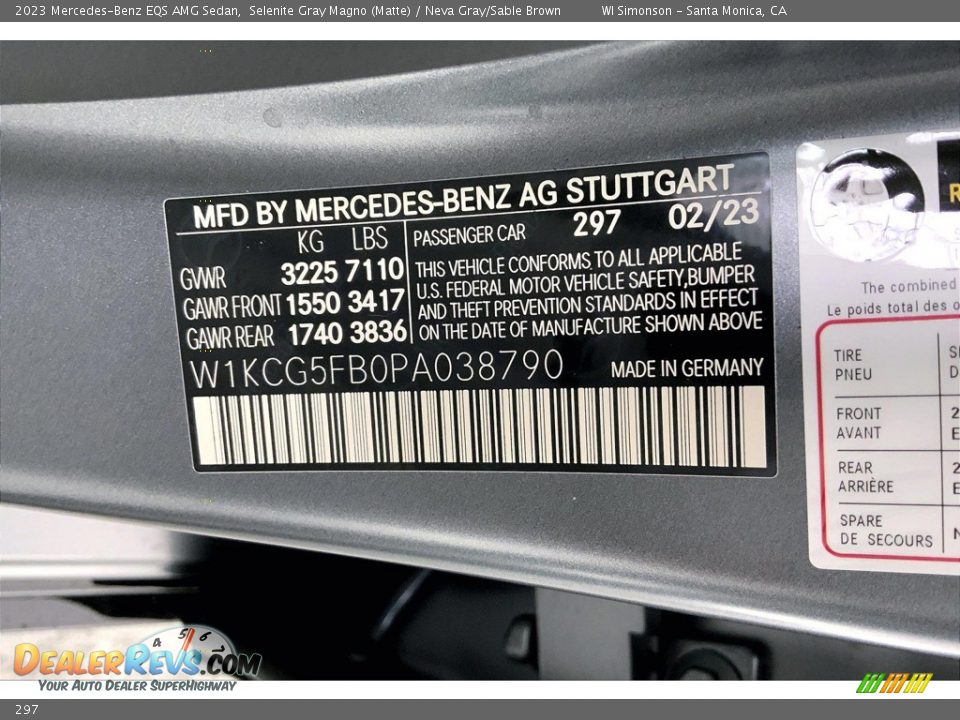 2023 Mercedes-Benz EQS AMG Sedan, Selenite Gray Magno (Matte) / Neva Gray/Sable Brown WI Simonson - Santa Monica, CA
MFD BY MERCEDES-BENZ AG STUTTGART
KG LBS PASSENGER CAR 297 02/23
GVWR 3225 7110
GAWR FRONT 1550 3417
GAWR REAR 1740 3836
THIS VEHICLE CONFORMS TO ALL APPLICABLE
U.S. FEDERAL MOTOR VEHICLE SAFETY,BUMPER
AND THEFT PREVENTION STANDARDS IN EFFECT
ON THE DATE OF MANUFACTURE SHOWN ABOVE
W1KCG5FB0PA038790 MADE IN GERMANY
The combined
Le poids total des
TIRE
PNEU
FRONT
AVANT
REAR
ARRIÈRE
SPARE
DE SECOURS
4 5 6
DEALERREVS.COM
YOUR AUTO DEALER SUPERHIGHWAY
297